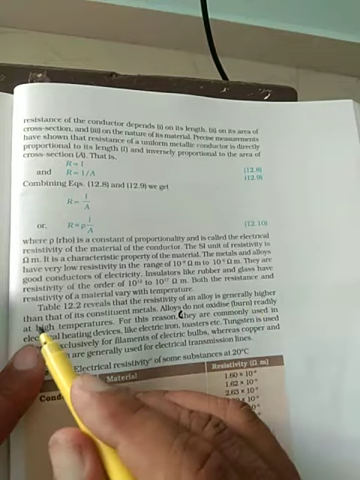 resistance of the conductor depends (i) on its length, (ii) on its area of
cross-section, and (iii) on the nature of its material. Precise measurements
have shown that resistance of a uniform metallic conductor is directly
proportional to its length (l) and inversely proportional to the area of
cross-section (A). That is,
R ∝ l (12.8)
and R ∝ 1/A (12.9)
Combining Eqs. (12.8) and (12.9) we get
R ∝ l/A
or, R = ρ l/A (12.10)
where ρ (rho) is a constant of proportionality and is called the electrical
resistivity of the material of the conductor. The SI unit of resistivity is
Ω m. It is a characteristic property of the material. The metals and alloys
have very low resistivity in the range of 10⁻⁸ Ω m to 10⁻⁶ Ω m. They are
good conductors of electricity. Insulators like rubber and glass have
resistivity of the order of 10¹² to 10¹⁷ Ω m. Both the resistance and
resistivity of a material vary with temperature.
Table 12.2 reveals that the resistivity of an alloy is generally higher
than that of its constituent metals. Alloys do not oxidise (burn) readily
at high temperatures. For this reason, they are commonly used in
electrical heating devices, like electric iron, toasters etc. Tungsten is used
exclusively for filaments of electric bulbs, whereas copper and
are generally used for electrical transmission lines.
Electrical resistivity* of some substances at 20°C
Material Resistivity (Ω m)
Cond 1.60 × 10⁻⁸
1.62 × 10⁻⁸
2.63 × 10⁻⁸